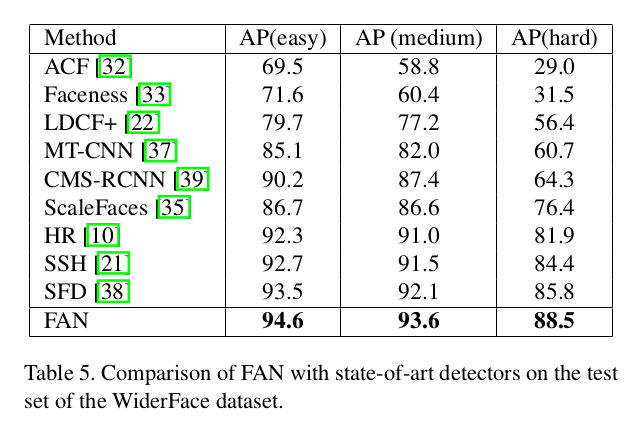 Method AP(easy) AP (medium) AP(hard)
ACF [32] 69.5 58.8 29.0
Faceness [33] 71.6 60.4 31.5
LDCF+ [22] 79.7 77.2 56.4
MT-CNN [37] 85.1 82.0 60.7
CMS-RCNN [39] 90.2 87.4 64.3
ScaleFaces [35] 86.7 86.6 76.4
HR [10] 92.3 91.0 81.9
SSH [21] 92.7 91.5 84.4
SFD [38] 93.5 92.1 85.8
FAN 94.6 93.6 88.5
Table 5. Comparison of FAN with state-of-art detectors on the test
set of the WiderFace dataset.